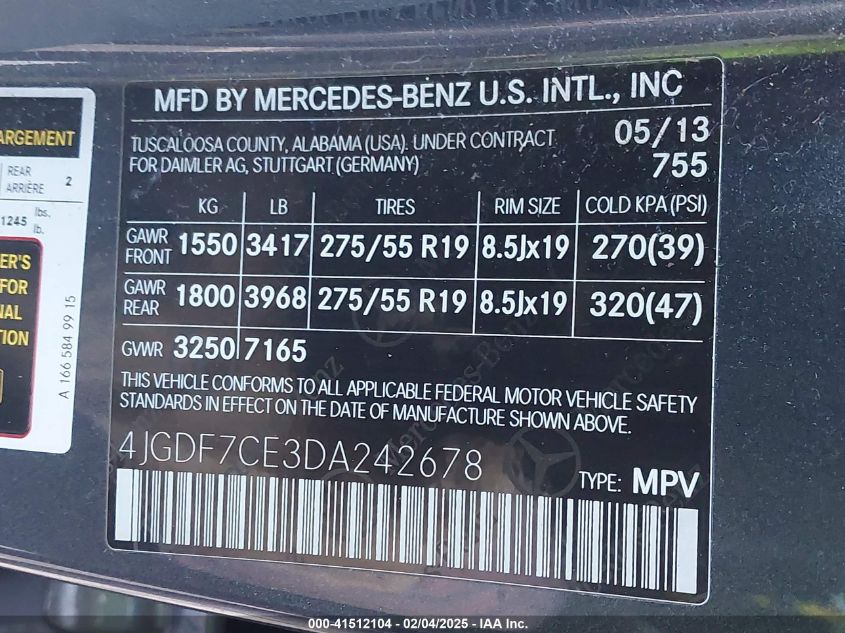 ARGEMENT
REAR
ARRIÈRE 2
1245 lbs.
lb.
ER'S
FOR
NAL
TION
A 166 584 99 15
MFD BY MERCEDES-BENZ U.S. INTL., INC
TUSCALOOSA COUNTY, ALABAMA (USA). UNDER CONTRACT
FOR DAIMLER AG, STUTTGART (GERMANY)
05/13
755
KG LB TIRES RIM SIZE COLD KPA (PSI)
GAWR FRONT 1550 3417 275/55 R19 8.5Jx19 270(39)
GAWR REAR 1800 3968 275/55 R19 8.5Jx19 320(47)
GVWR 3250 7165
THIS VEHICLE CONFORMS TO ALL APPLICABLE FEDERAL MOTOR VEHICLE SAFETY
STANDARDS IN EFFECT ON THE DATE OF MANUFACTURE SHOWN ABOVE.
4JGDF7CE3DA242678
TYPE: MPV
000-41512104 - 02/04/2025 - IAA Inc.